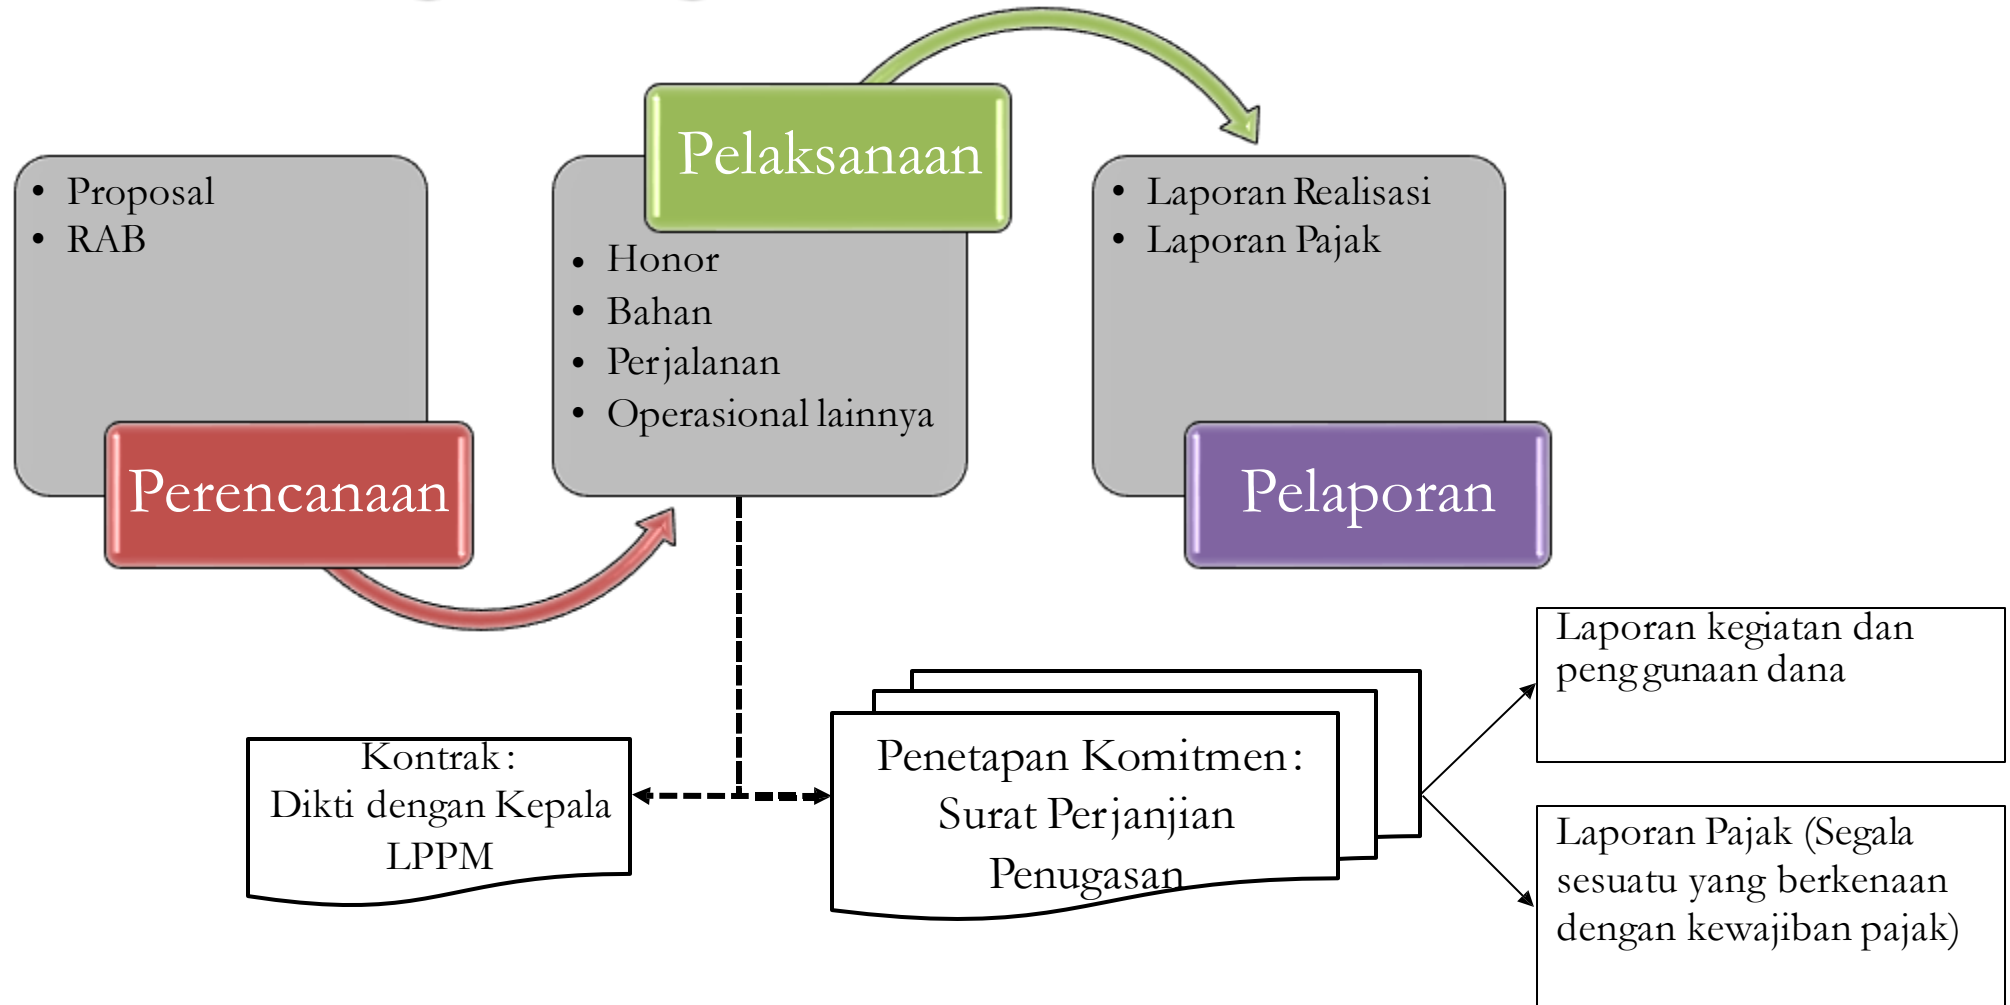 • Proposal
• RAB
Perencanaan
Pelaksanaan
• Honor
• Bahan
• Perjalanan
• Operasional lainnya
• Laporan Realisasi
• Laporan Pajak
Pelaporan
Kontrak :
Dikti dengan Kepala
LPPM
Penetapan Komitmen :
Surat Perjanjian
Penugasan
Laporan kegiatan dan
penggunaan dana
Laporan Pajak (Segala
sesuatu yang berkenaan
dengan kewajiban pajak)